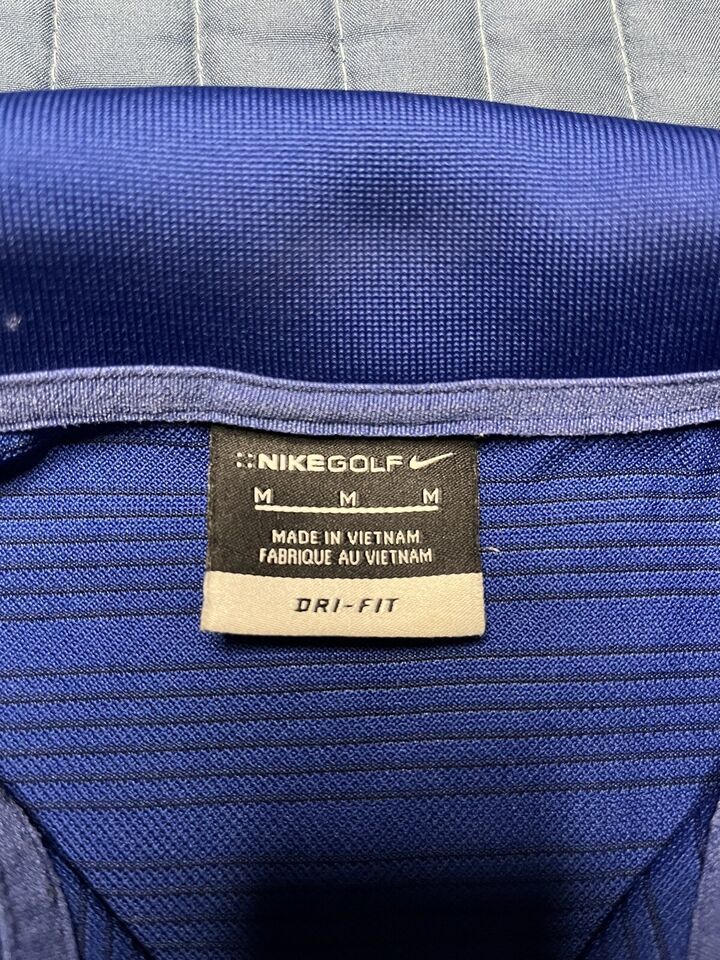 NIKEGOLF
M M M
MADE IN VIETNAM
FABRIQUE AU VIETNAM
DRI-FIT